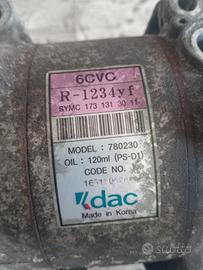 6CVC
R-1234yf
SYMC 173 131 30 11
MODEL : 780230
OIL : 120ml (PS-D1)
CODE NO.
dac
Made in Korea
subito